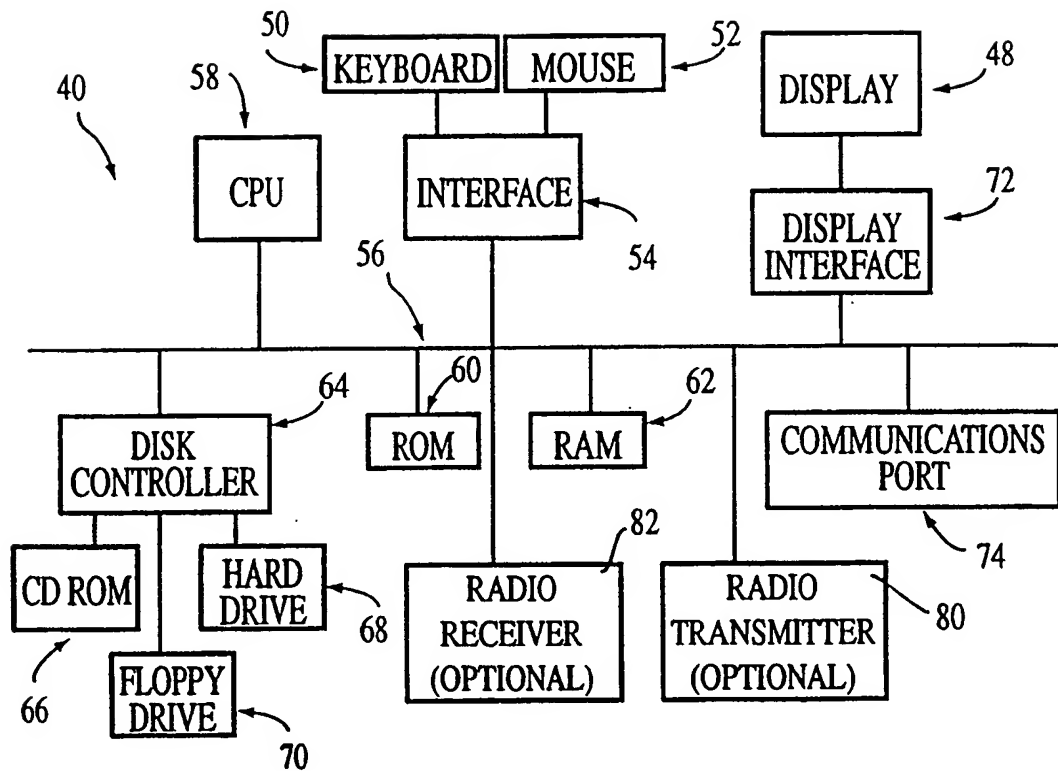 50
KEYBOARD
MOUSE
52
58
40
DISPLAY
48
CPU
INTERFACE
54
72
DISPLAY
INTERFACE
56
64
60
62
DISK
CONTROLLER
ROM
RAM
COMMUNICATIONS
PORT
74
CD ROM
66
HARD
DRIVE
68
FLOPPY
DRIVE
70
82
RADIO
RECEIVER
(OPTIONAL)
RADIO
TRANSMITTER
(OPTIONAL)
80